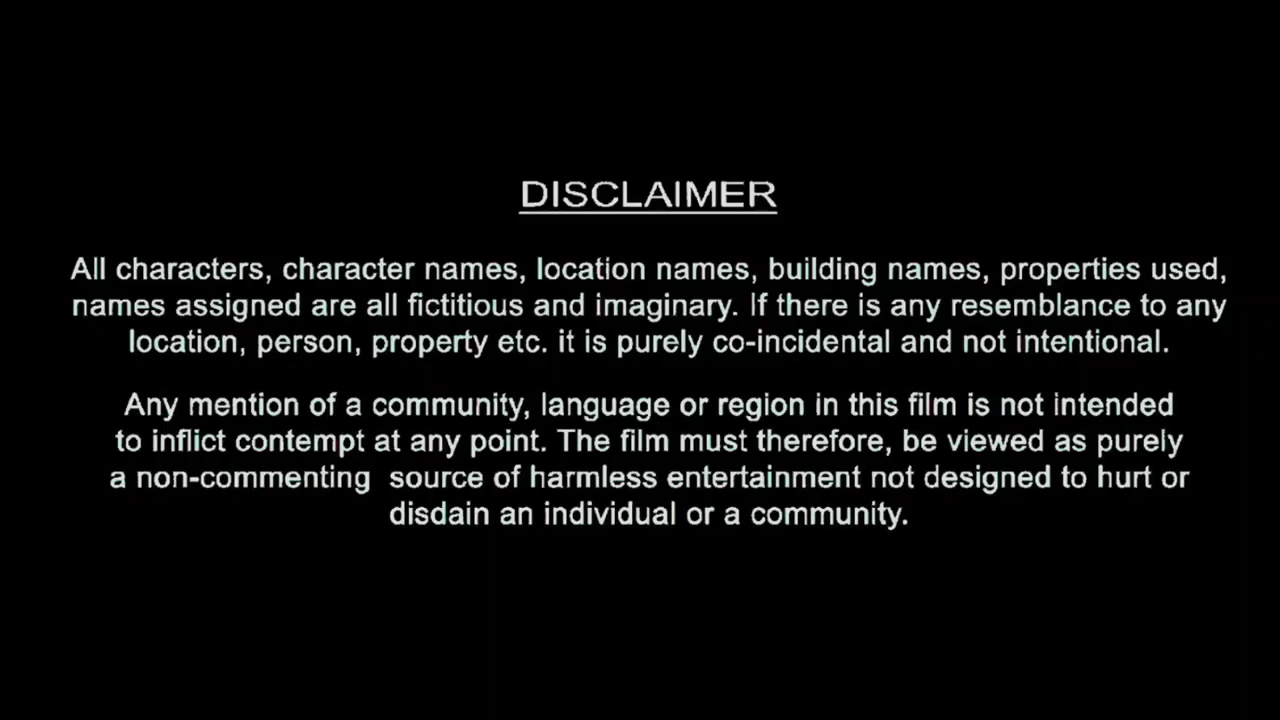 DISCLAIMER
All characters, character names, location names, building names, properties used,
names assigned are all fictitious and imaginary. If there is any resemblance to any
location, person, property etc. it is purely co-incidental and not intentional.
Any mention of a community, language or region in this film is not intended
to inflict contempt at any point. The film must therefore, be viewed as purely
a non-commenting  source of harmless entertainment not designed to hurt or
disdain an individual or a community.